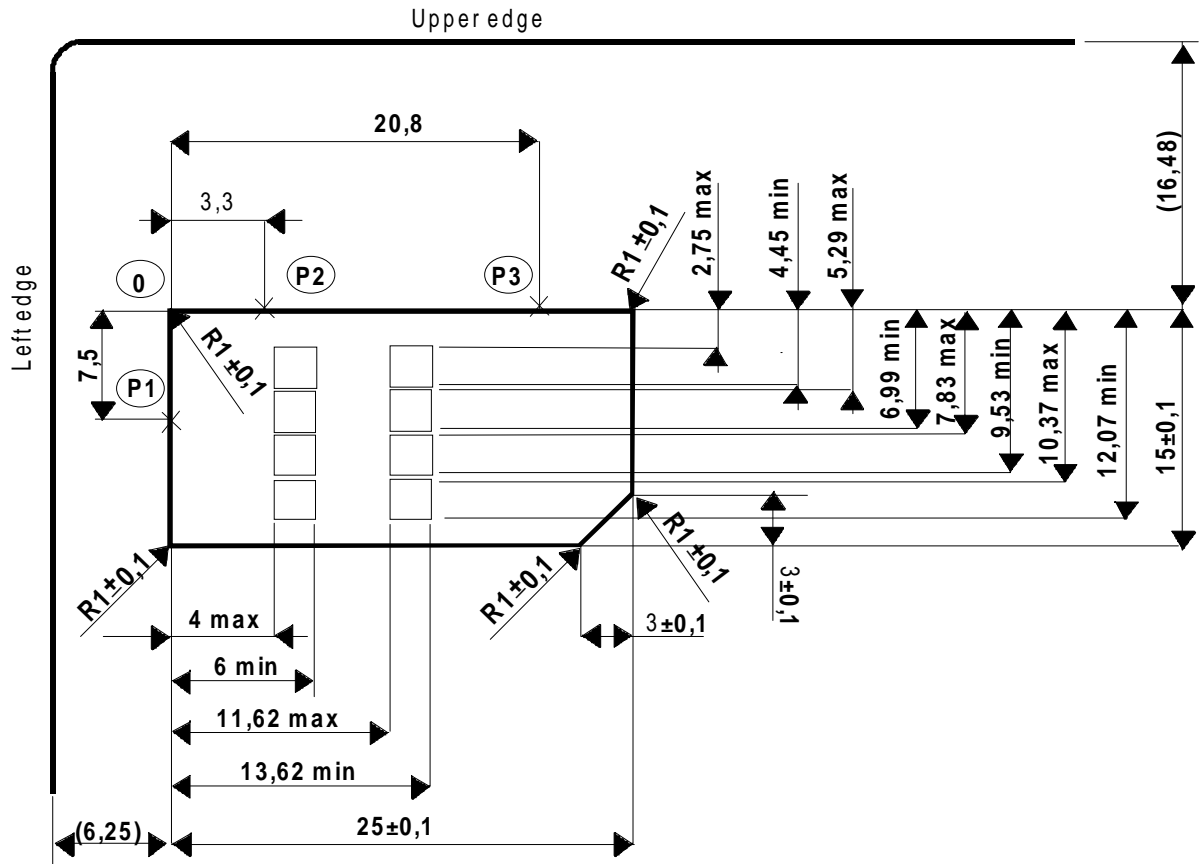 Upper edge
20,8
(16,48)
3,3
R1±0,1
2,75 max
4,45 min
5,29 max
0
P2
P3
Left edge
7,5
P1
R1±0,1
6,99 min
7,83 max
9,53 min
10,37 max
12,07 min
15±0,1
R1±0,1
R1±0,1
R1±0,1
3±0,1
4 max
3±0,1
6 min
11,62 max
13,62 min
(6,25)
25±0,1